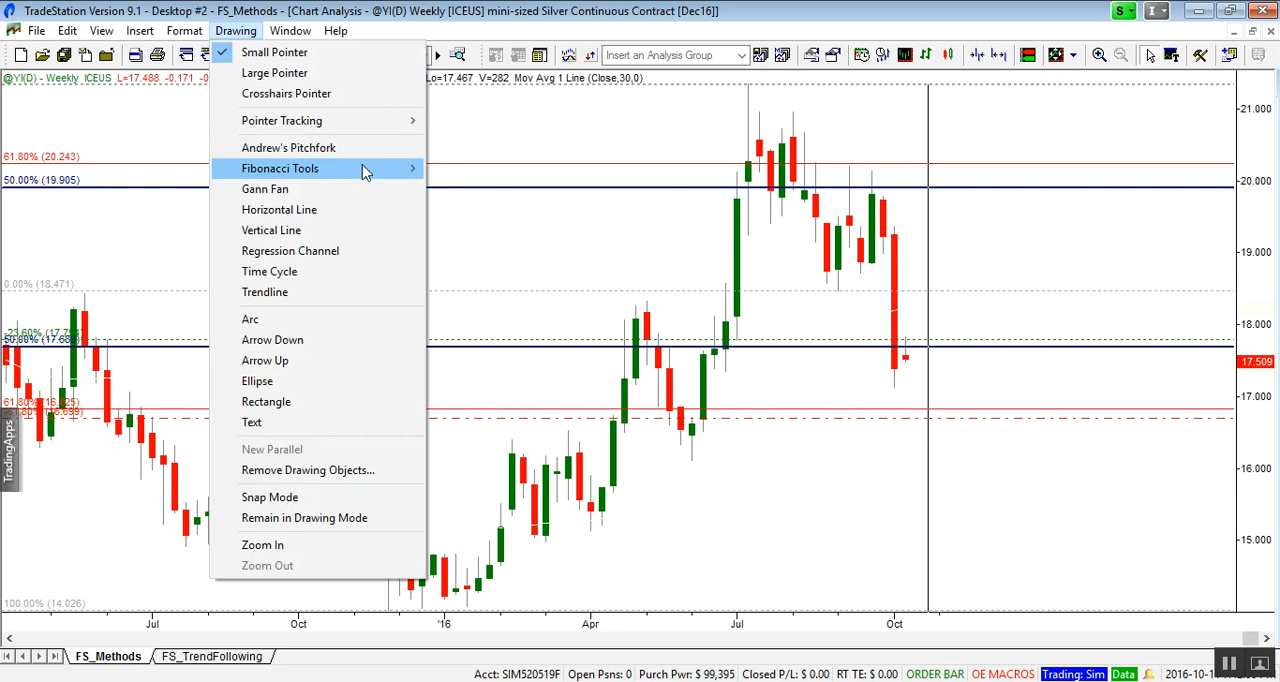 TradeStation Version 9.1 - Desktop #2 - FS_Methods - [Chart Analysis - @YI(D) Weekly [ICEUS] mini-sized Silver Continuous Contract [Dec16]]
S
I
File Edit View Insert Format Drawing Window Help
Insert an Analysis Group
@YI(D) - Weekly ICEUS L=17.488 -0.171
Lo=17.467 V=282 Mov Avg 1 Line (Close,30,0)
Small Pointer
Large Pointer
Crosshairs Pointer
Pointer Tracking
Andrew's Pitchfork
Fibonacci Tools
Gann Fan
Horizontal Line
Vertical Line
Regression Channel
Time Cycle
Trendline
Arc
Arrow Down
Arrow Up
Ellipse
Rectangle
Text
New Parallel
Remove Drawing Objects...
Snap Mode
Remain in Drawing Mode
Zoom In
Zoom Out
61.80% (20.243)
50.00% (19.905)
0.00% (18.471)
100.00% (14.026)
21.000
20.000
19.000
18.000
17.509
17.000
16.000
15.000
TradingApps
Jul Oct '16 Apr Jul Oct
FS_Methods FS_TrendFollowing
Acct: SIM520519F Open Psns: 0 Purch Pwr: $ 99,395 Closed P/L: $ 0.00 RT TE: $ 0.00 ORDER BAR OE MACROS Trading: Sim Data